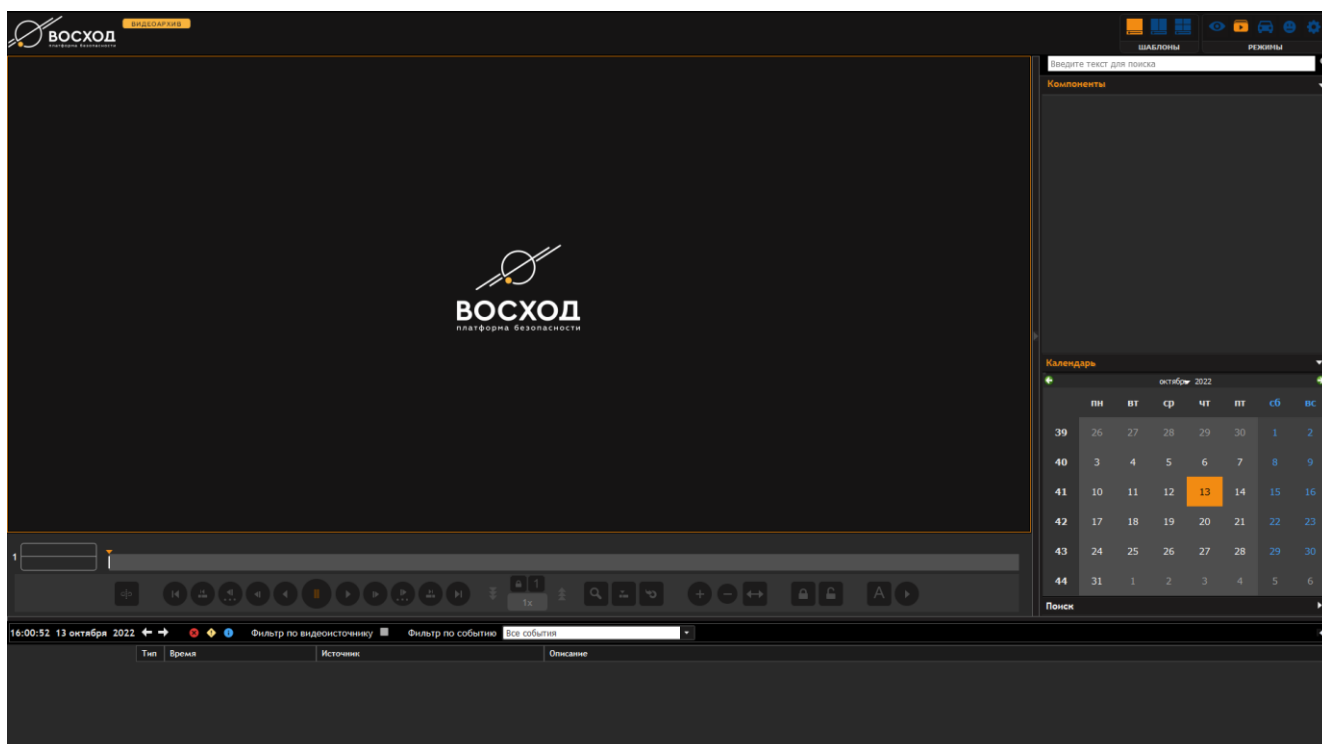 ВОСХОД
платформа безопасности
ВИДЕОАРХИВ
ШАБЛОНЫ
РЕЖИМЫ
Введите текст для поиска
Компоненты
ВОСХОД
платформа безопасности
Календарь
октябрь 2022
пн вт ср чт пт сб вс
39 26 27 28 29 30 1 2
40 3 4 5 6 7 8 9
41 10 11 12 13 14 15 16
42 17 18 19 20 21 22 23
43 24 25 26 27 28 29 30
44 31 1 2 3 4 5 6
Поиск
1
1
1x
A
16:00:52 13 октября 2022 Фильтр по видеоисточнику Фильтр по событию Все события
Тип Время Источник Описание